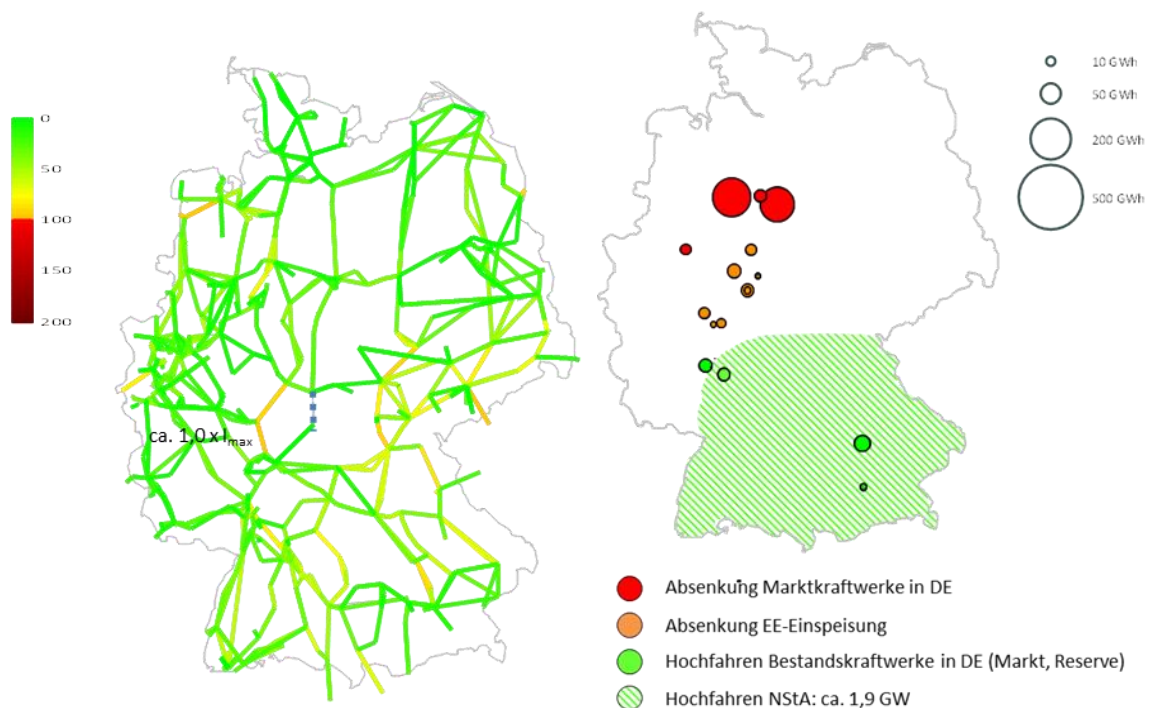 0
50
100
150
200
ca. 1,0 x Imax
10 GWh
50 GWh
200 GWh
500 GWh
Absenkung Marktkraftwerke in DE
Absenkung EE-Einspeisung
Hochfahren Bestandskraftwerke in DE (Markt, Reserve)
Hochfahren NStA: ca. 1,9 GW